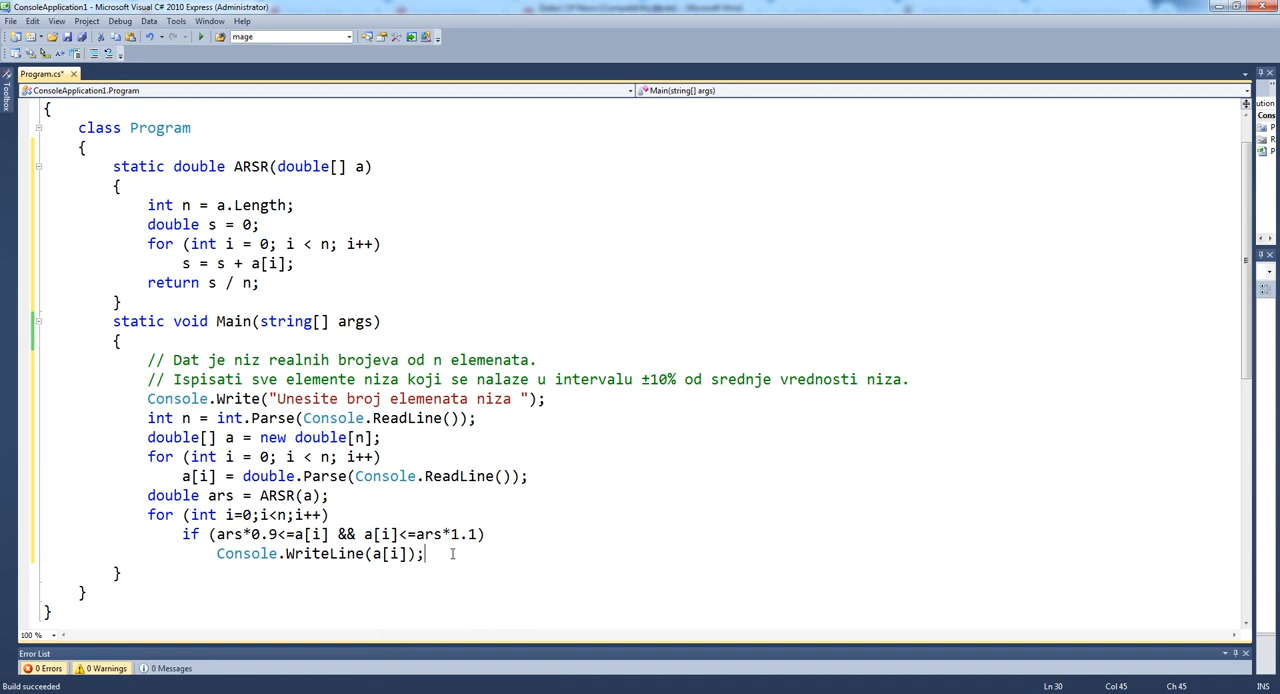 ConsoleApplication1 - Microsoft Visual C# 2010 Express (Administrator)
File Edit View Project Debug Data Tools Window Help
mage
Program.cs*
ConsoleApplication1.Program
Main(string[] args)
Toolbox
{
class Program
{
static double ARSR(double[] a)
{
int n = a.Length;
double s = 0;
for (int i = 0; i < n; i++)
s = s + a[i];
return s / n;
}
static void Main(string[] args)
{
// Dat je niz realnih brojeva od n elemenata.
// Ispisati sve elemente niza koji se nalaze u intervalu ±10% od srednje vrednosti niza.
Console.Write("Unesite broj elemenata niza ");
int n = int.Parse(Console.ReadLine());
double[] a = new double[n];
for (int i = 0; i < n; i++)
a[i] = double.Parse(Console.ReadLine());
double ars = ARSR(a);
for (int i=0;i<n;i++)
if (ars*0.9<=a[i] && a[i]<=ars*1.1)
Console.WriteLine(a[i]);
}
}
}
ution
Cons
P
R
P
100 %
Error List
0 Errors 0 Warnings 0 Messages
Build succeeded Ln 30 Col 45 Ch 45 INS